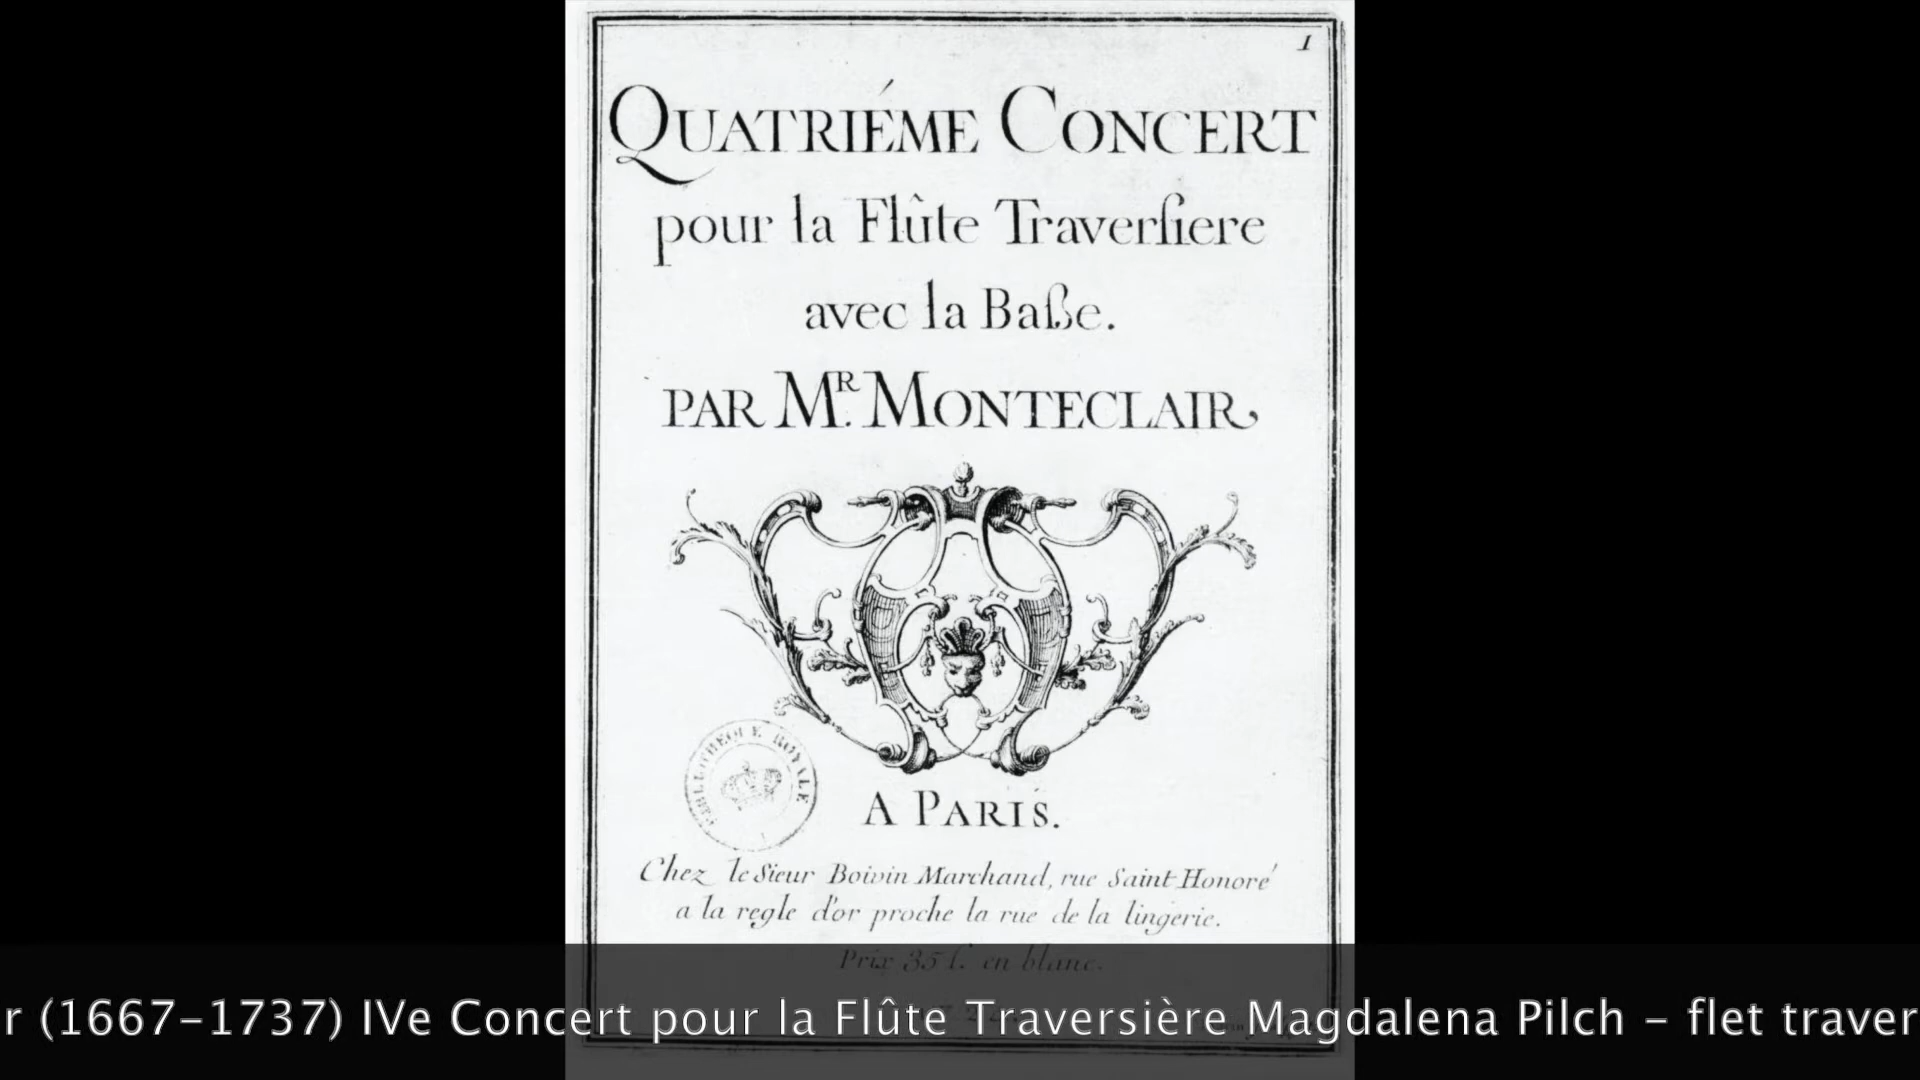 1
QUATRIÉME CONCERT
pour la Flûte Traverſiere
avec la Baße.
PAR MR. MONTECLAIR
BIBLIOTHEQUE ROYALE
A PARIS.
Chez le Sieur Boivin Marchand, rue Saint Honoré
a la regle d'or proche la rue de la lingerie.
Prix 35 ſ. en blanc.
r (1667-1737) IVe Concert pour la Flûte Traversière Magdalena Pilch - flet traver